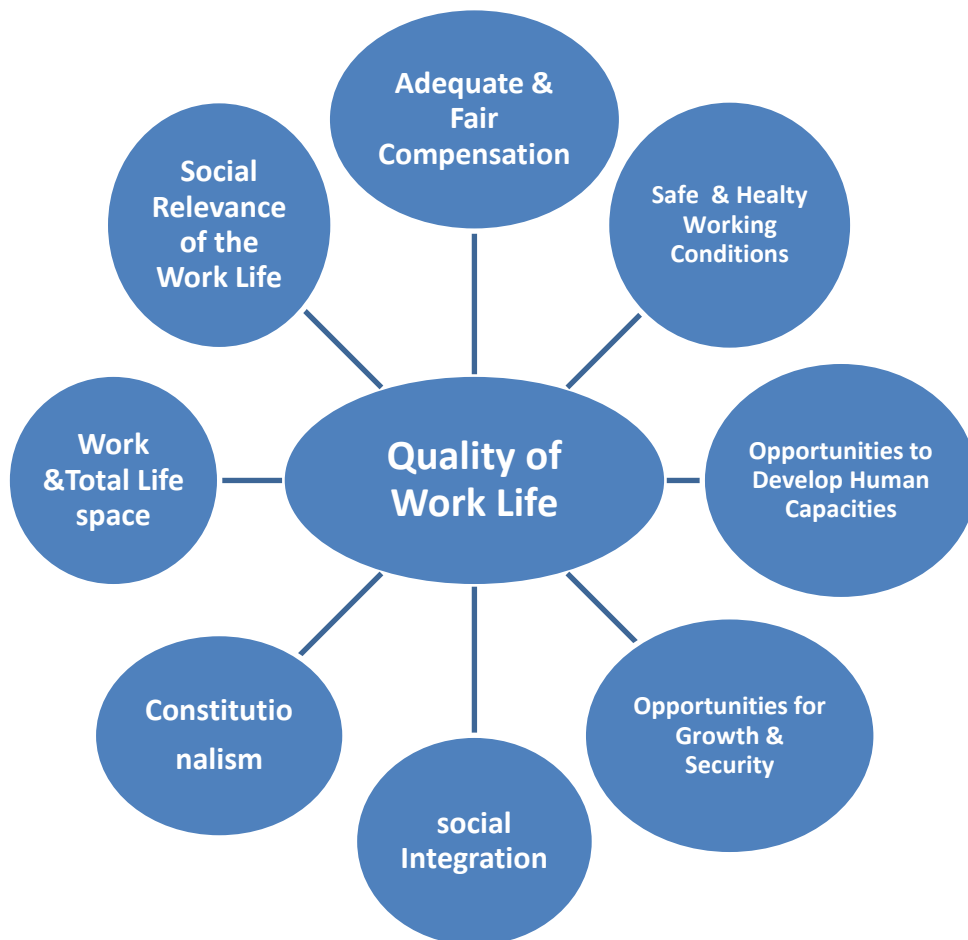 Adequate &
Fair
Compensation
Safe & Healty
Working
Conditions
Opportunities to
Develop Human
Capacities
Opportunities for
Growth &
Security
social
Integration
Constitutio
nalism
Work
&Total Life
space
Social
Relevance
of the
Work Life
Quality of
Work Life